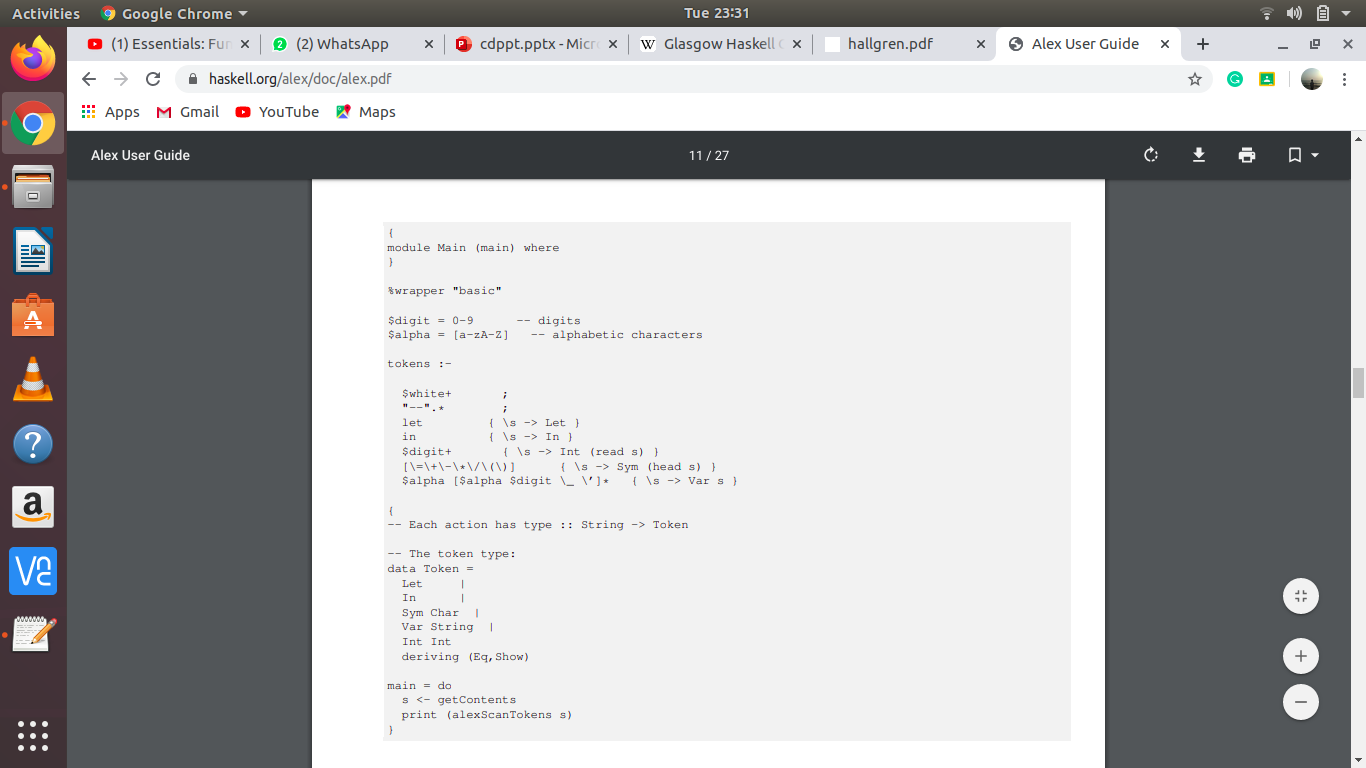 Activities Google Chrome Tue 23:31
(1) Essentials: Fun (2) WhatsApp cdppt.pptx - Micro Glasgow Haskell hallgren.pdf Alex User Guide
haskell.org/alex/doc/alex.pdf
Apps Gmail YouTube Maps
Alex User Guide 11 / 27
{
module Main (main) where
}
%wrapper "basic"
$digit = 0-9 -- digits
$alpha = [a-zA-Z] -- alphabetic characters
tokens :-
$white+ ;
"--".* ;
let { \s -> Let }
in { \s -> In }
$digit+ { \s -> Int (read s) }
[\=\+\-\*\/\(\)] { \s -> Sym (head s) }
$alpha [$alpha $digit \_ \’]* { \s -> Var s }
{
-- Each action has type :: String -> Token
-- The token type:
data Token =
Let |
In |
Sym Char |
Var String |
Int Int
deriving (Eq,Show)
main = do
s <- getContents
print (alexScanTokens s)
}